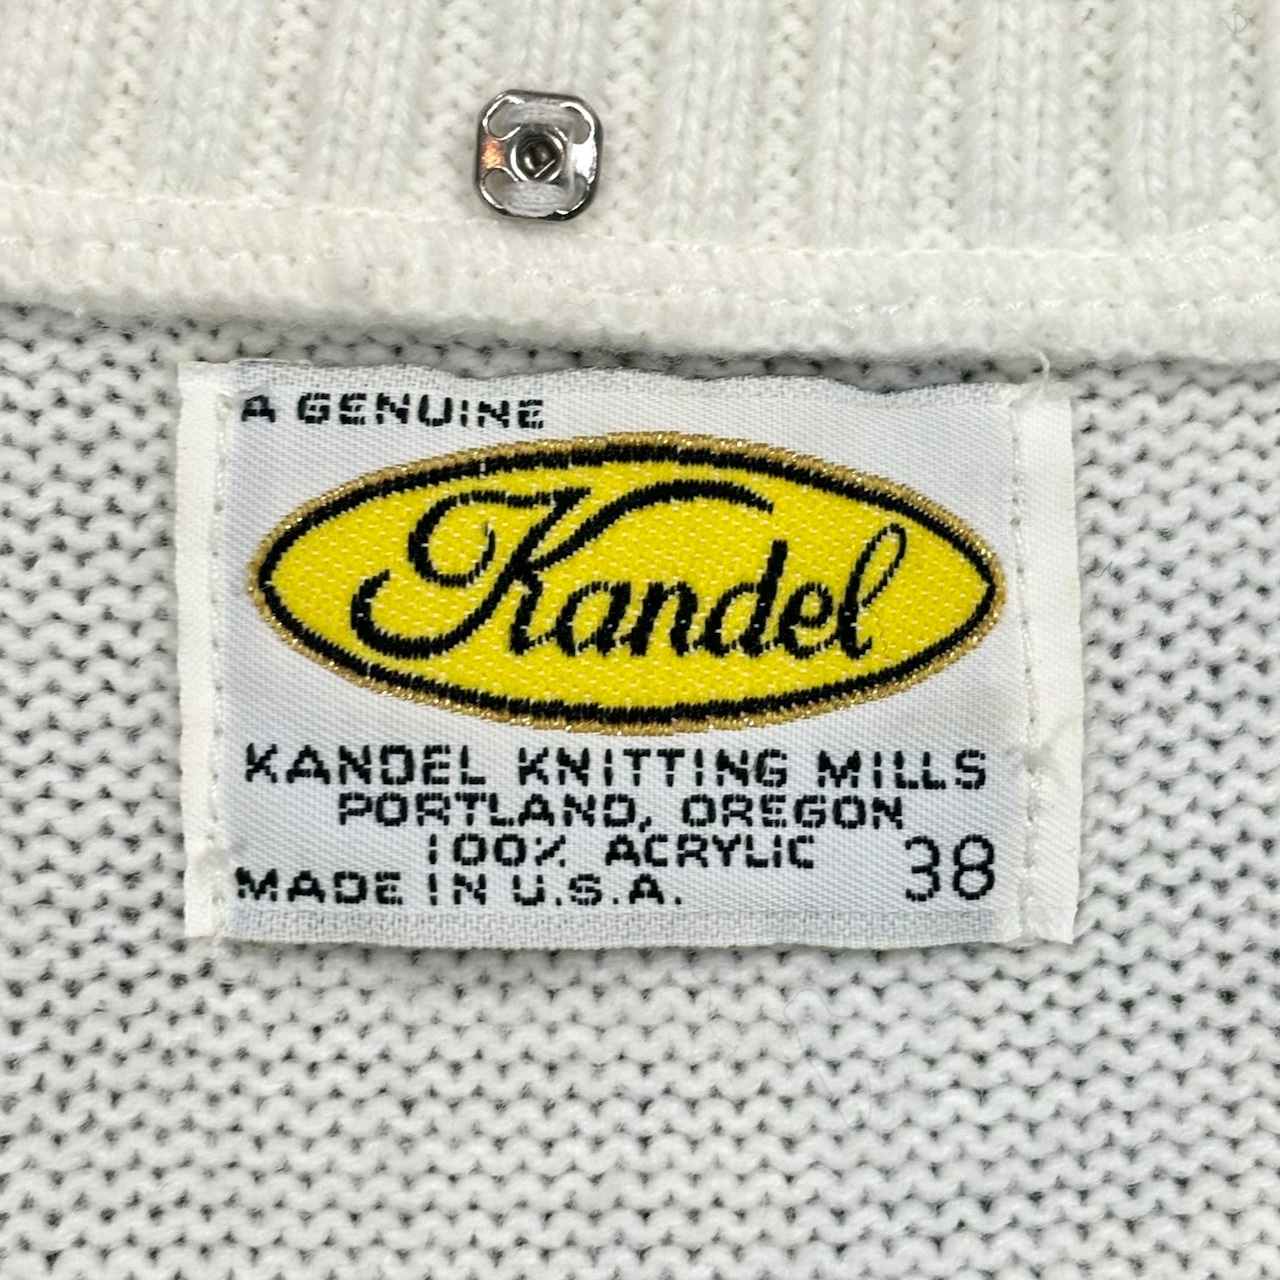 A GENUINE
Kandel
KANDEL KNITTING MILLS
PORTLAND, OREGON
100% ACRYLIC
MADE IN U.S.A.
38